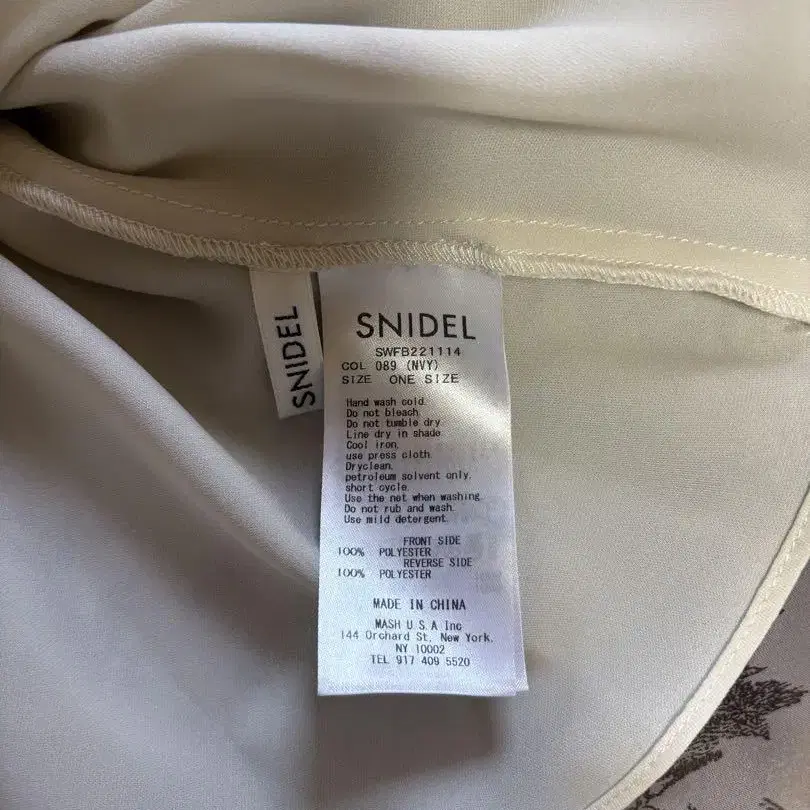 SNIDEL
SNIDEL
SWFB221114
COL 089 (NVY)
SIZE ONE SIZE
Hand wash cold.
Do not bleach.
Do not tumble dry.
Line dry in shade.
Cool iron.
use press cloth.
Dryclean.
petroleum solvent only.
short cycle.
Use the net when washing.
Do not rub and wash.
Use mild detergent.
FRONT SIDE
100% POLYESTER
REVERSE SIDE
100% POLYESTER
MADE IN CHINA
MASH U.S.A Inc
144 Orchard St, New York.
NY 10002
TEL 917 409 5520